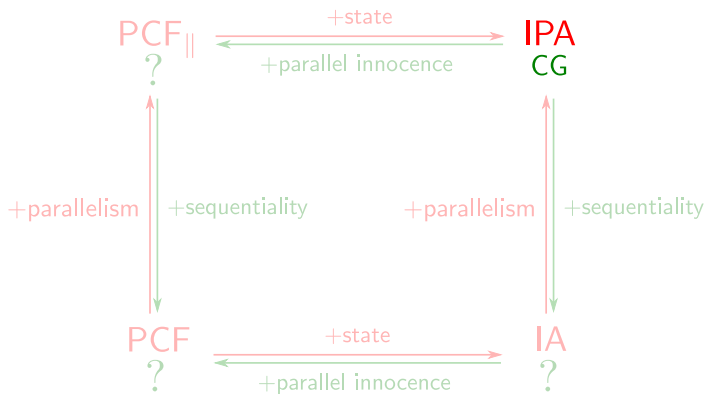 +state
PCF∥ IPA
? CG
+parallel innocence
+parallelism +sequentiality +parallelism +sequentiality
+state
PCF IA
? ?
+parallel innocence